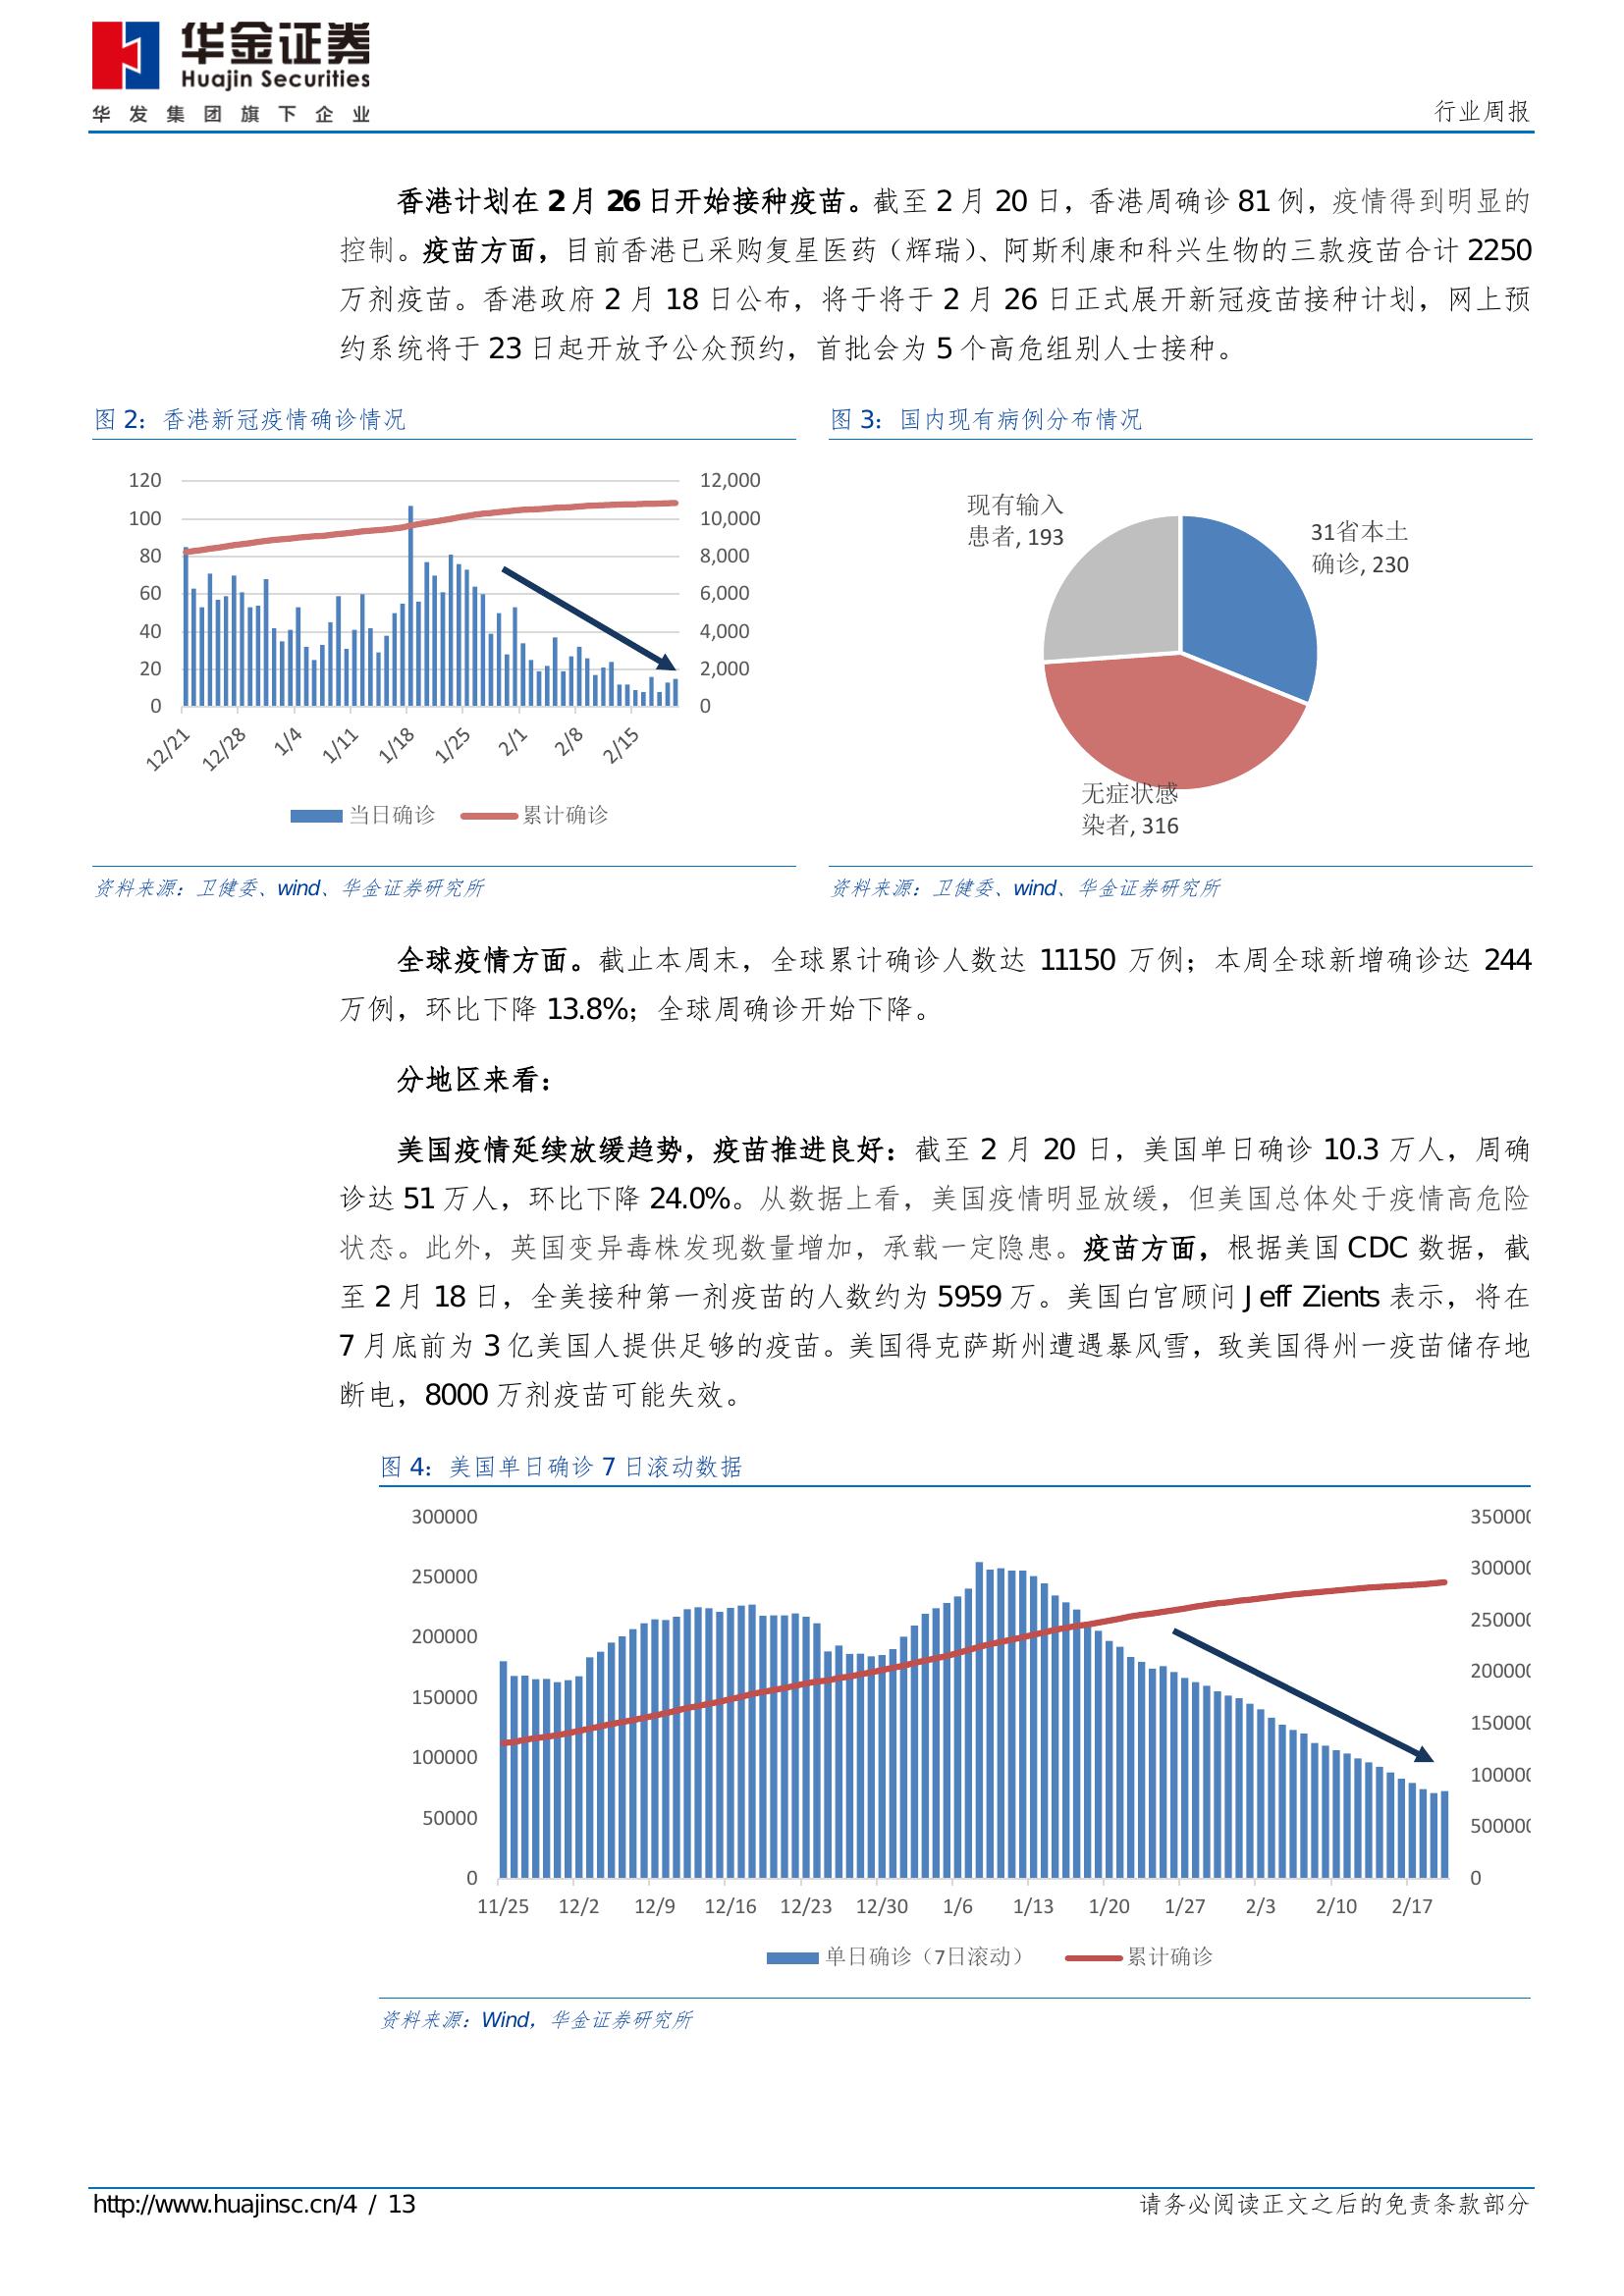 华金证券
Huajin Securities
华发集团旗下企业
行业周报
香港计划在 2 月 26 日开始接种疫苗。截至 2 月 20 日，香港周确诊 81 例，疫情得到明显的
控制。疫苗方面，目前香港已采购复星医药（辉瑞）、阿斯利康和科兴生物的三款疫苗合计 2250
万剂疫苗。香港政府 2 月 18 日公布，将于将于 2 月 26 日正式展开新冠疫苗接种计划，网上预
约系统将于 23 日起开放予公众预约，首批会为 5 个高危组别人士接种。
图 2：香港新冠疫情确诊情况
120
100
80
60
40
20
0
12,000
10,000
8,000
6,000
4,000
2,000
0
12/21
12/28
1/4
1/11
1/18
1/25
2/1
2/8
2/15
当日确诊
累计确诊
资料来源：卫健委、wind、华金证券研究所
图 3：国内现有病例分布情况
现有输入
患者, 193
31省本土
确诊, 230
无症状感
染者, 316
资料来源：卫健委、wind、华金证券研究所
全球疫情方面。截止本周末，全球累计确诊人数达 11150 万例；本周全球新增确诊达 244
万例，环比下降 13.8%；全球周确诊开始下降。
分地区来看：
美国疫情延续放缓趋势，疫苗推进良好：截至 2 月 20 日，美国单日确诊 10.3 万人，周确
诊达 51 万人，环比下降 24.0%。从数据上看，美国疫情明显放缓，但美国总体处于疫情高危险
状态。此外，英国变异毒株发现数量增加，承载一定隐患。疫苗方面，根据美国 CDC 数据，截
至 2 月 18 日，全美接种第一剂疫苗的人数约为 5959 万。美国白宫顾问 Jeff Zients 表示，将在
7 月底前为 3 亿美国人提供足够的疫苗。美国得克萨斯州遭遇暴风雪，致美国得州一疫苗储存地
断电，8000 万剂疫苗可能失效。
图 4：美国单日确诊 7 日滚动数据
300000
250000
200000
150000
100000
50000
0
350000
300000
250000
200000
150000
100000
500000
0
11/25
12/2
12/9
12/16
12/23
12/30
1/6
1/13
1/20
1/27
2/3
2/10
2/17
单日确诊（7日滚动）
累计确诊
资料来源：Wind，华金证券研究所
http://www.huajinsc.cn/4 / 13
请务必阅读正文之后的免责条款部分